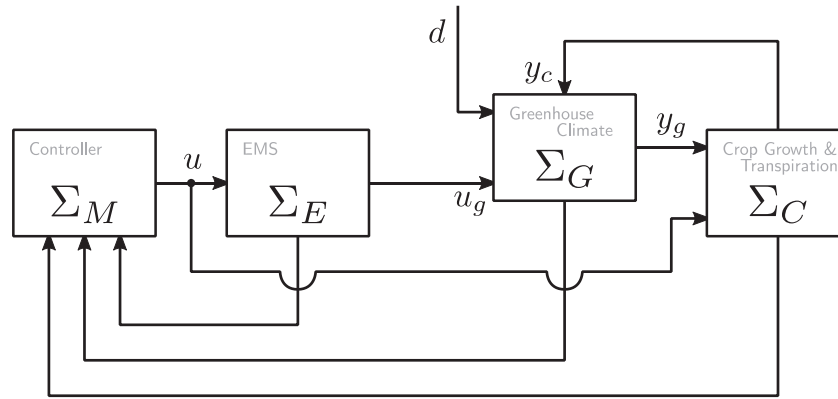 d
y_c
Greenhouse
Climate
Σ_G
y_g
Controller
Σ_M
u
EMS
Σ_E
u_g
Crop Growth &
Transpiration
Σ_C